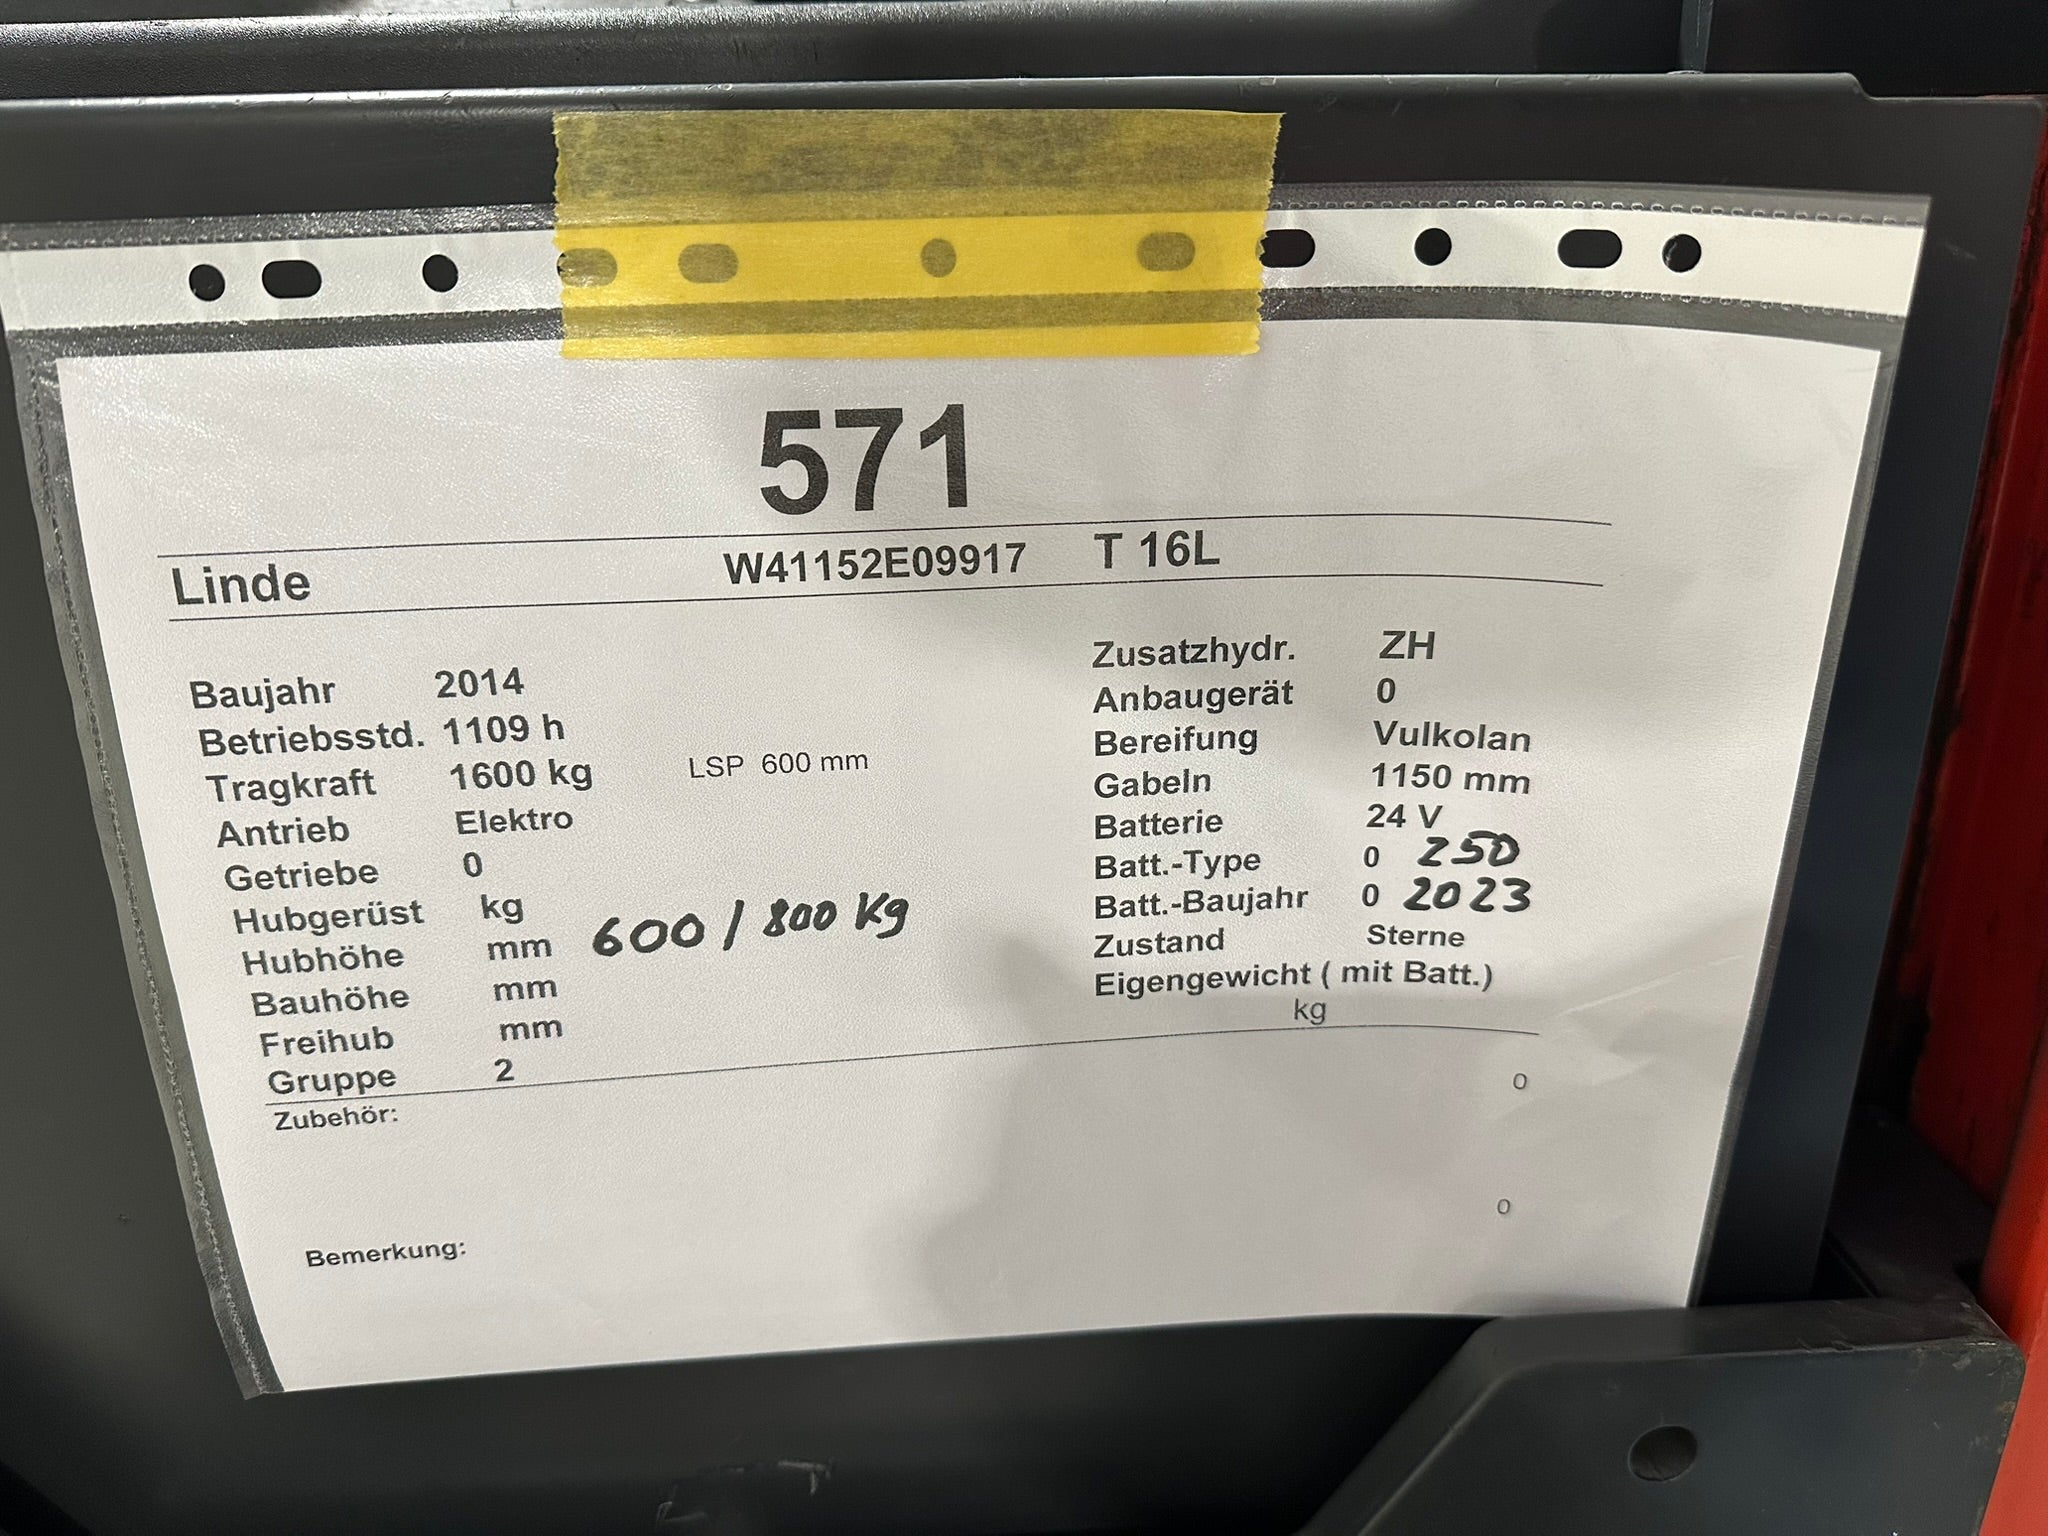 571
Linde W41152E09917 T 16L
Baujahr 2014
Betriebsstd. 1109 h
Tragkraft 1600 kg LSP 600 mm
Antrieb Elektro
Getriebe 0
Hubgerüst kg
Hubhöhe mm 600 / 800 Kg
Bauhöhe mm
Freihub mm
Gruppe 2
Zusatzhydr. ZH
Anbaugerät 0
Bereifung Vulkolan
Gabeln 1150 mm
Batterie 24 V
Batt.-Type 0 250
Batt.-Baujahr 0 2023
Zustand Sterne
Eigengewicht ( mit Batt.)
kg
Zubehör:
0
0
Bemerkung: